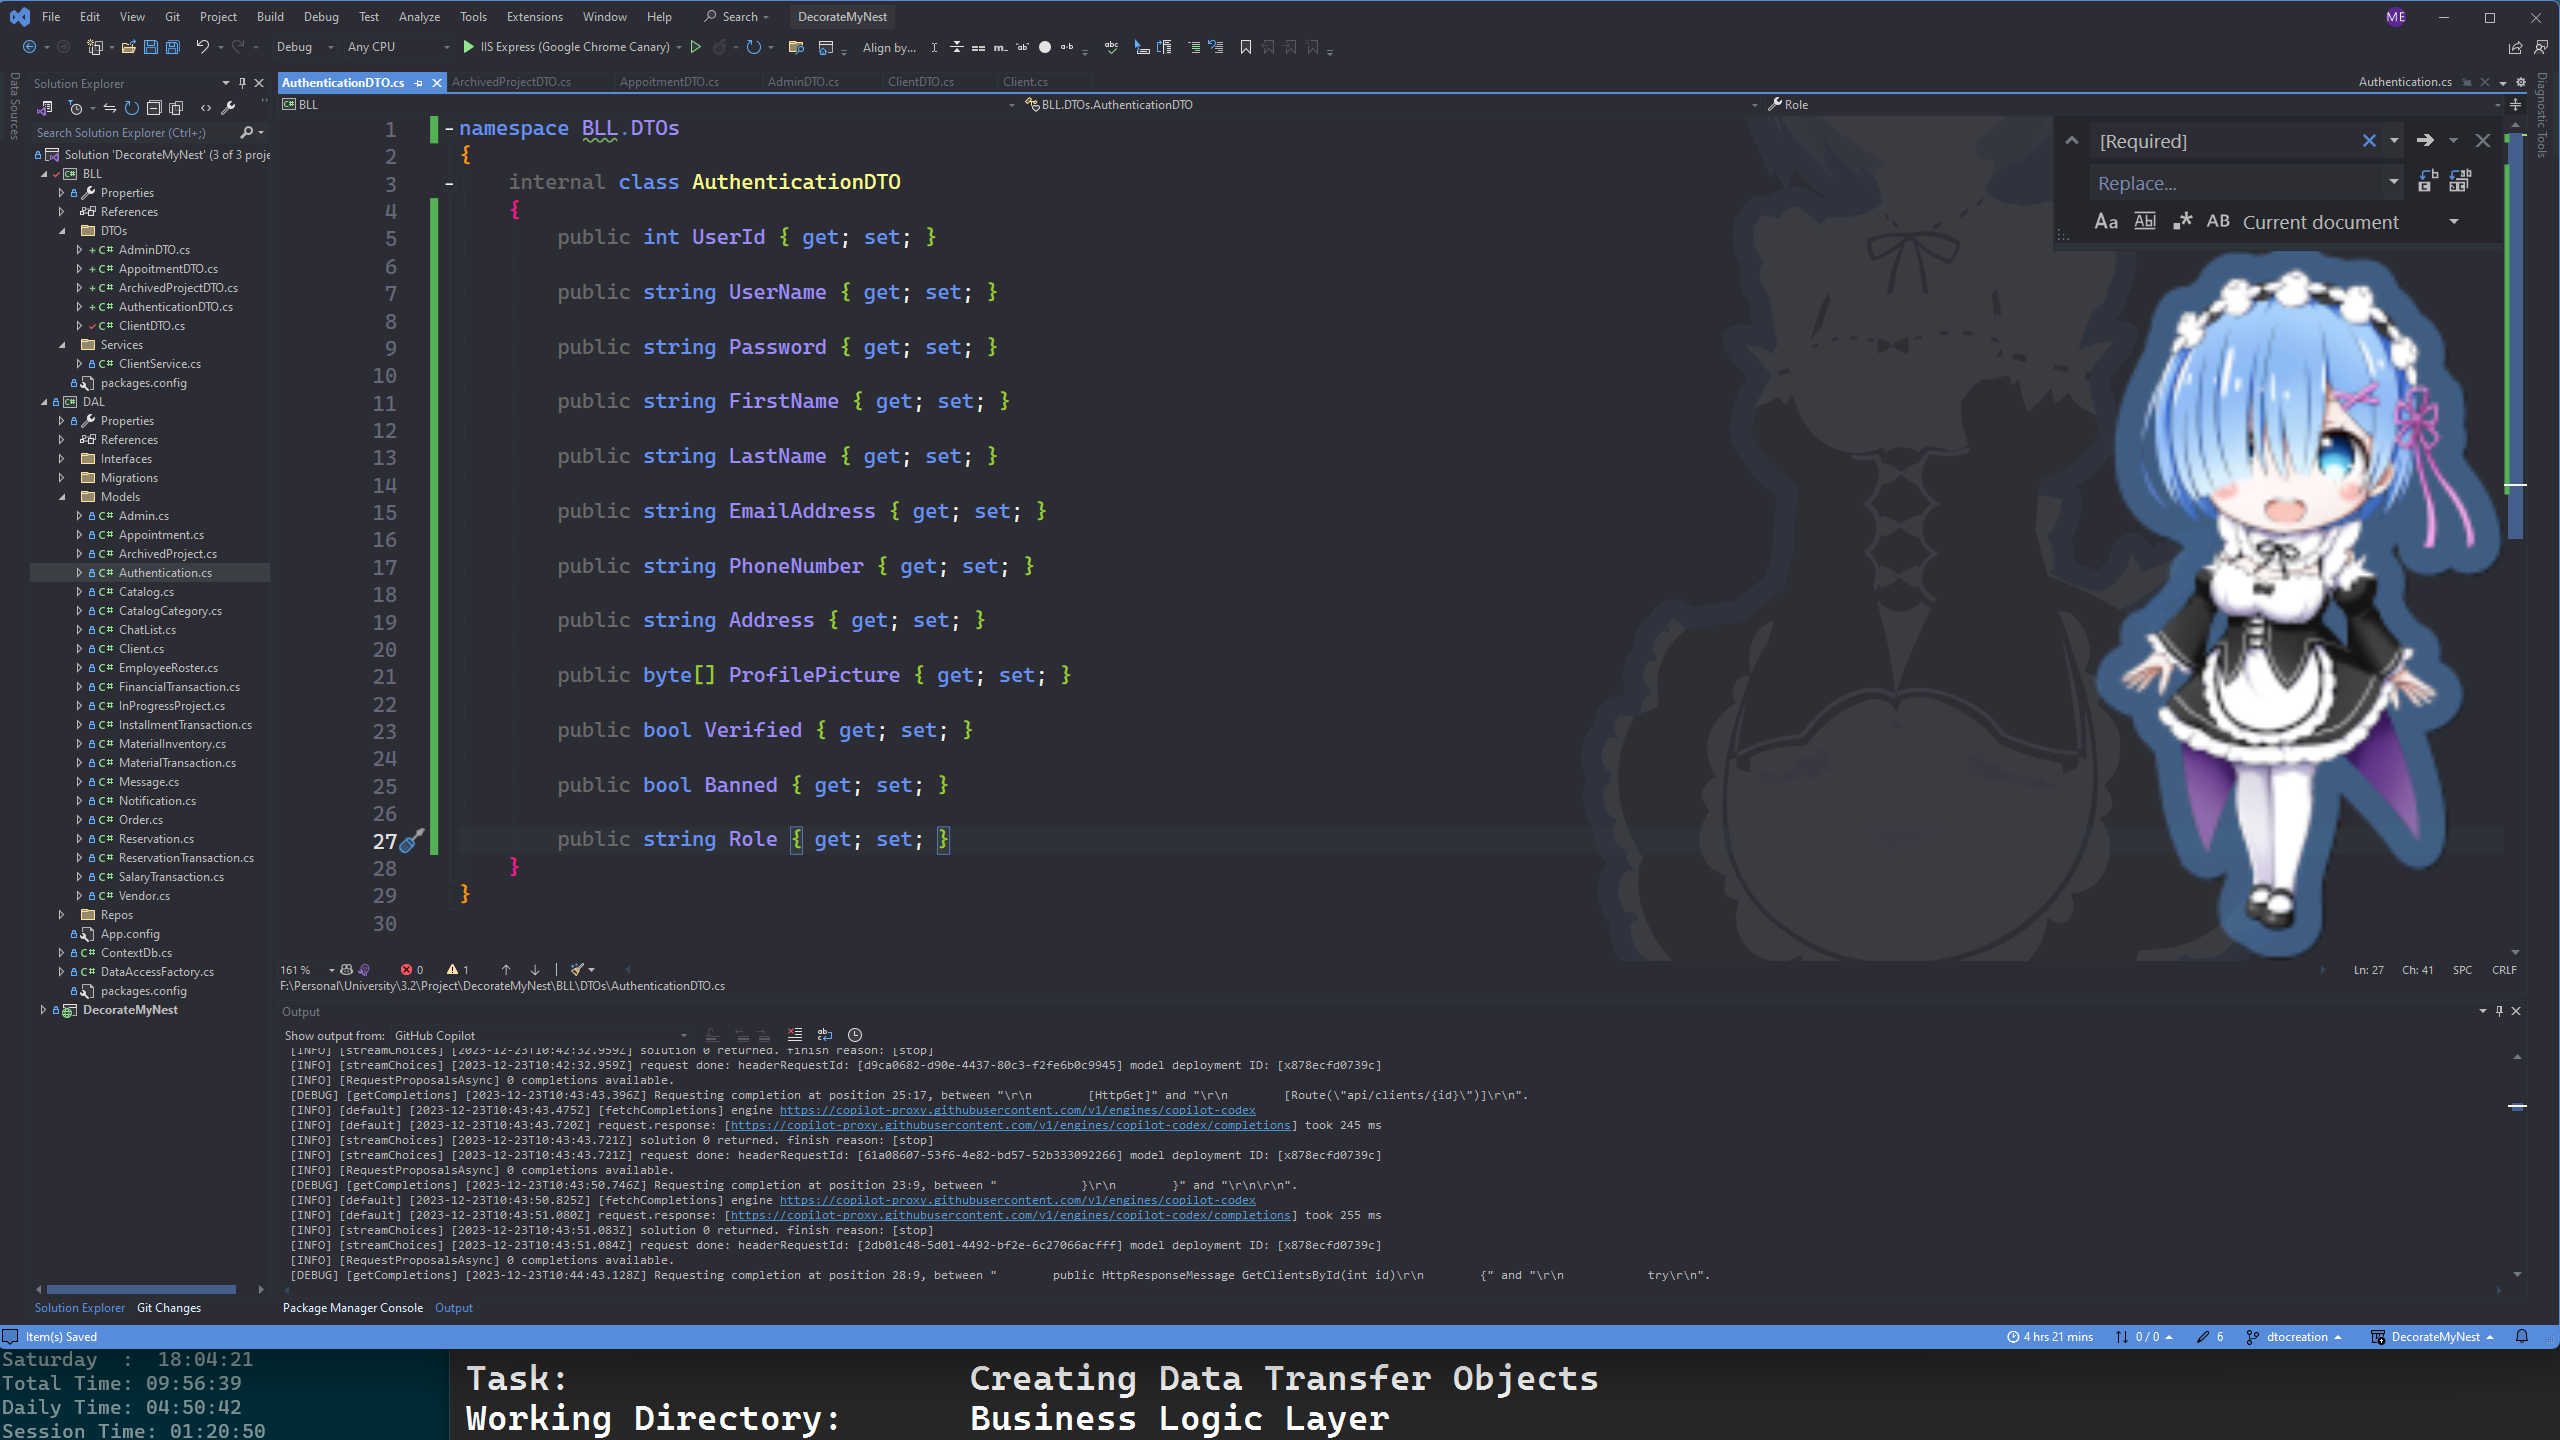 File Edit View Git Project Build Debug Test Analyze Tools Extensions Window Help Search DecorateMyNest ME
Debug Any CPU IIS Express (Google Chrome Canary) Align by...
Data Sources
Solution Explorer
Search Solution Explorer (Ctrl+;)
Solution 'DecorateMyNest' (3 of 3 proje
BLL
Properties
References
DTOs
AdminDTO.cs
AppoitmentDTO.cs
ArchivedProjectDTO.cs
AuthenticationDTO.cs
ClientDTO.cs
Services
ClientService.cs
packages.config
DAL
Properties
References
Interfaces
Migrations
Models
Admin.cs
Appointment.cs
ArchivedProject.cs
Authentication.cs
Catalog.cs
CatalogCategory.cs
ChatList.cs
Client.cs
EmployeeRoster.cs
FinancialTransaction.cs
InProgressProject.cs
InstallmentTransaction.cs
MaterialInventory.cs
MaterialTransaction.cs
Message.cs
Notification.cs
Order.cs
Reservation.cs
ReservationTransaction.cs
SalaryTransaction.cs
Vendor.cs
Repos
App.config
ContextDb.cs
DataAccessFactory.cs
packages.config
DecorateMyNest
Solution Explorer Git Changes
AuthenticationDTO.cs ArchivedProjectDTO.cs AppoitmentDTO.cs AdminDTO.cs ClientDTO.cs Client.cs Authentication.cs
BLL BLL.DTOs.AuthenticationDTO Role
1 namespace BLL.DTOs
2 {
3 internal class AuthenticationDTO
4 {
5 public int UserId { get; set; }
6
7 public string UserName { get; set; }
8
9 public string Password { get; set; }
10
11 public string FirstName { get; set; }
12
13 public string LastName { get; set; }
14
15 public string EmailAddress { get; set; }
16
17 public string PhoneNumber { get; set; }
18
19 public string Address { get; set; }
20
21 public byte[] ProfilePicture { get; set; }
22
23 public bool Verified { get; set; }
24
25 public bool Banned { get; set; }
26
27 public string Role { get; set; }
28 }
29 }
30
[Required]
Replace...
Aa Abl .* AB Current document
Diagnostic Tools
161 % 0 1 Ln: 27 Ch: 41 SPC CRLF
F:\Personal\University\3.2\Project\DecorateMyNest\BLL\DTOs\AuthenticationDTO.cs
Output
Show output from: GitHub Copilot
[INFO] [streamChoices] [2023-12-23T10:42:32.959Z] solution 0 returned. finish reason: [stop]
[INFO] [streamChoices] [2023-12-23T10:42:32.959Z] request done: headerRequestId: [d9ca0682-d90e-4437-80c3-f2fe6b0c9945] model deployment ID: [x878ecfd0739c]
[INFO] [RequestProposalsAsync] 0 completions available.
[DEBUG] [getCompletions] [2023-12-23T10:43:43.396Z] Requesting completion at position 25:17, between "\r\n [HttpGet]" and "\r\n [Route(\"api/clients/{id}\")]\r\n".
[INFO] [default] [2023-12-23T10:43:43.475Z] [fetchCompletions] engine https://copilot-proxy.githubusercontent.com/v1/engines/copilot-codex
[INFO] [default] [2023-12-23T10:43:43.720Z] request.response: [https://copilot-proxy.githubusercontent.com/v1/engines/copilot-codex/completions] took 245 ms
[INFO] [streamChoices] [2023-12-23T10:43:43.721Z] solution 0 returned. finish reason: [stop]
[INFO] [streamChoices] [2023-12-23T10:43:43.721Z] request done: headerRequestId: [61a08607-53f6-4e82-bd57-52b333092266] model deployment ID: [x878ecfd0739c]
[INFO] [RequestProposalsAsync] 0 completions available.
[DEBUG] [getCompletions] [2023-12-23T10:43:50.746Z] Requesting completion at position 23:9, between " }\r\n }" and "\r\n\r\n".
[INFO] [default] [2023-12-23T10:43:50.825Z] [fetchCompletions] engine https://copilot-proxy.githubusercontent.com/v1/engines/copilot-codex
[INFO] [default] [2023-12-23T10:43:51.080Z] request.response: [https://copilot-proxy.githubusercontent.com/v1/engines/copilot-codex/completions] took 255 ms
[INFO] [streamChoices] [2023-12-23T10:43:51.083Z] solution 0 returned. finish reason: [stop]
[INFO] [streamChoices] [2023-12-23T10:43:51.084Z] request done: headerRequestId: [2db01c48-5d01-4492-bf2e-6c27066acfff] model deployment ID: [x878ecfd0739c]
[INFO] [RequestProposalsAsync] 0 completions available.
[DEBUG] [getCompletions] [2023-12-23T10:44:43.128Z] Requesting completion at position 28:9, between " public HttpResponseMessage GetClientsById(int id)\r\n {" and "\r\n try\r\n".
Package Manager Console Output
Item(s) Saved 4 hrs 21 mins 0 / 0 6 dtocreation DecorateMyNest
Saturday : 18:04:21
Total Time: 09:56:39
Daily Time: 04:50:42
Session Time: 01:20:50
Task: Creating Data Transfer Objects
Working Directory: Business Logic Layer